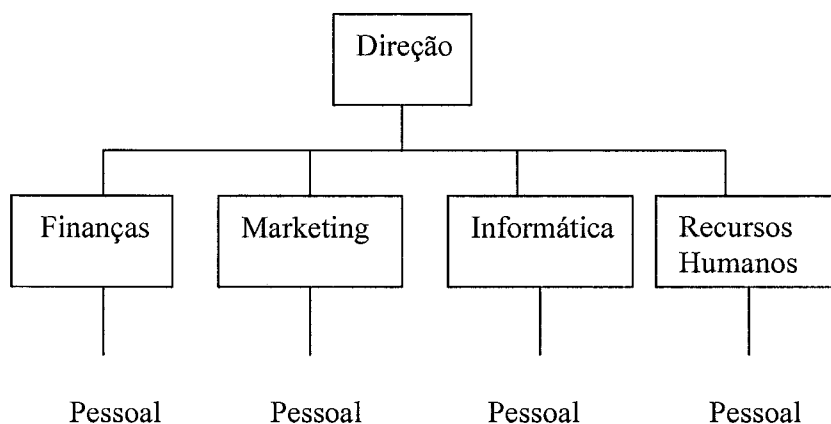 Direção
Finanças
Marketing
Informática
Recursos
Humanos
Pessoal
Pessoal
Pessoal
Pessoal